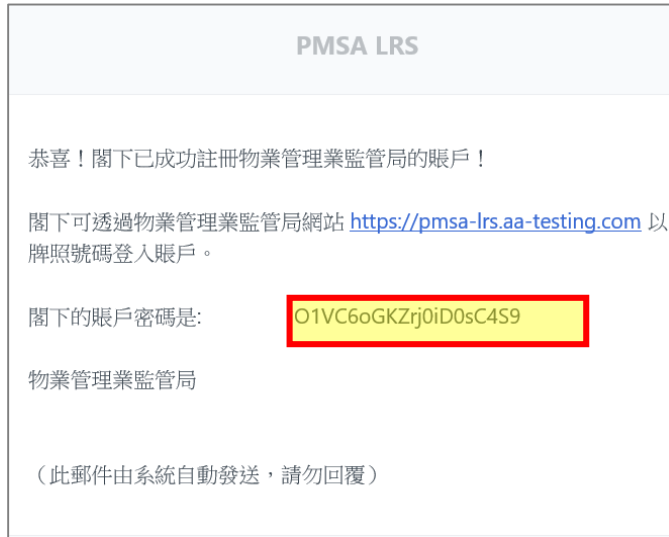 PMSA LRS
恭喜！閣下已成功註冊物業管理業監管局的賬戶！
閣下可透過物業管理業監管局網站 https://pmsa-lrs.aa-testing.com 以
牌照號碼登入賬戶。
閣下的賬戶密碼是: O1VC6oGKZrj0iD0sC4S9
物業管理業監管局
（此郵件由系統自動發送，請勿回覆）